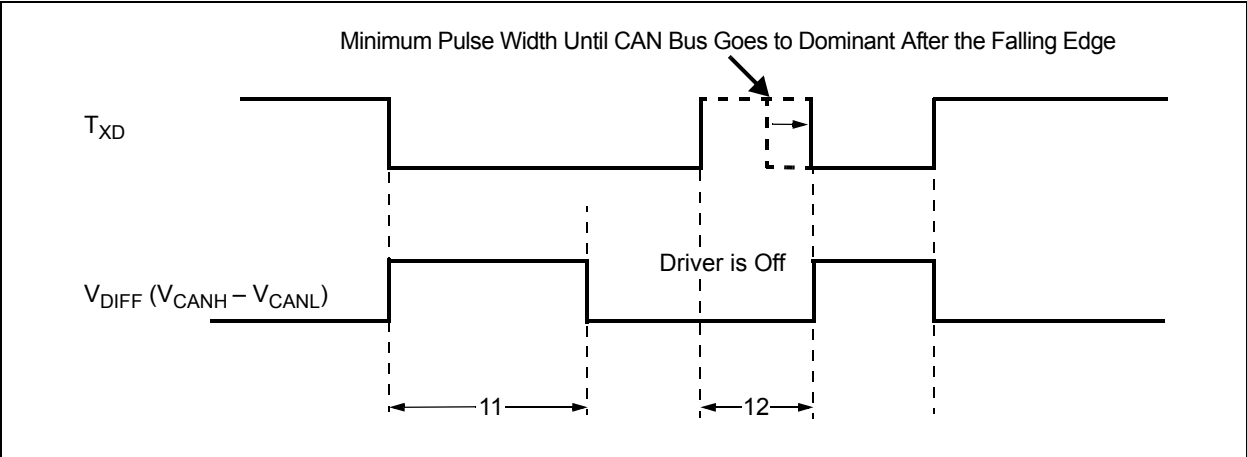 Minimum Pulse Width Until CAN Bus Goes to Dominant After the Falling Edge
TXD
Driver is Off
VDIFF (VCANH – VCANL)
11
12